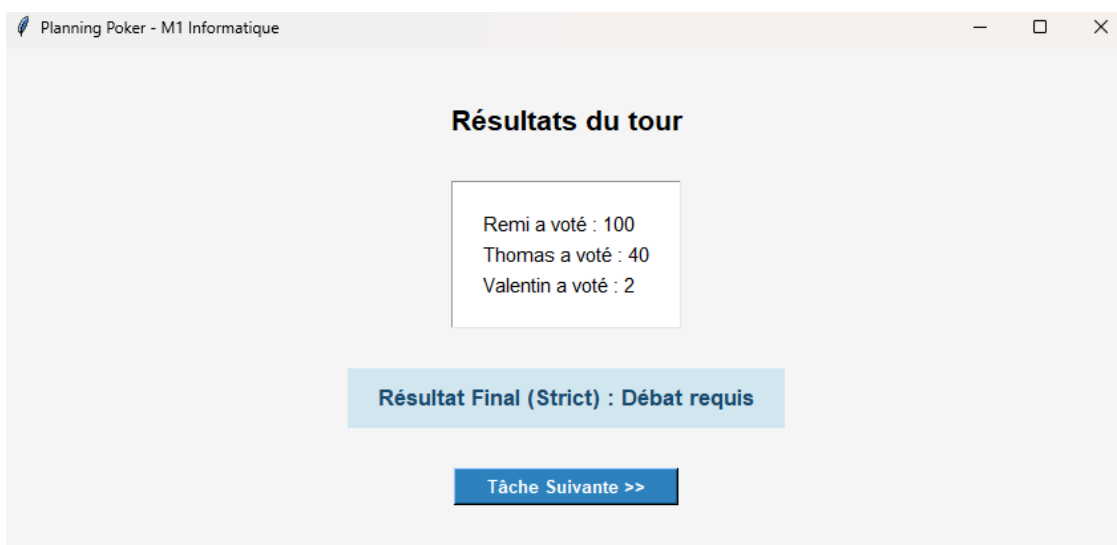 Planning Poker - M1 Informatique
Résultats du tour
Remi a voté : 100
Thomas a voté : 40
Valentin a voté : 2
Résultat Final (Strict) : Débat requis
Tâche Suivante >>